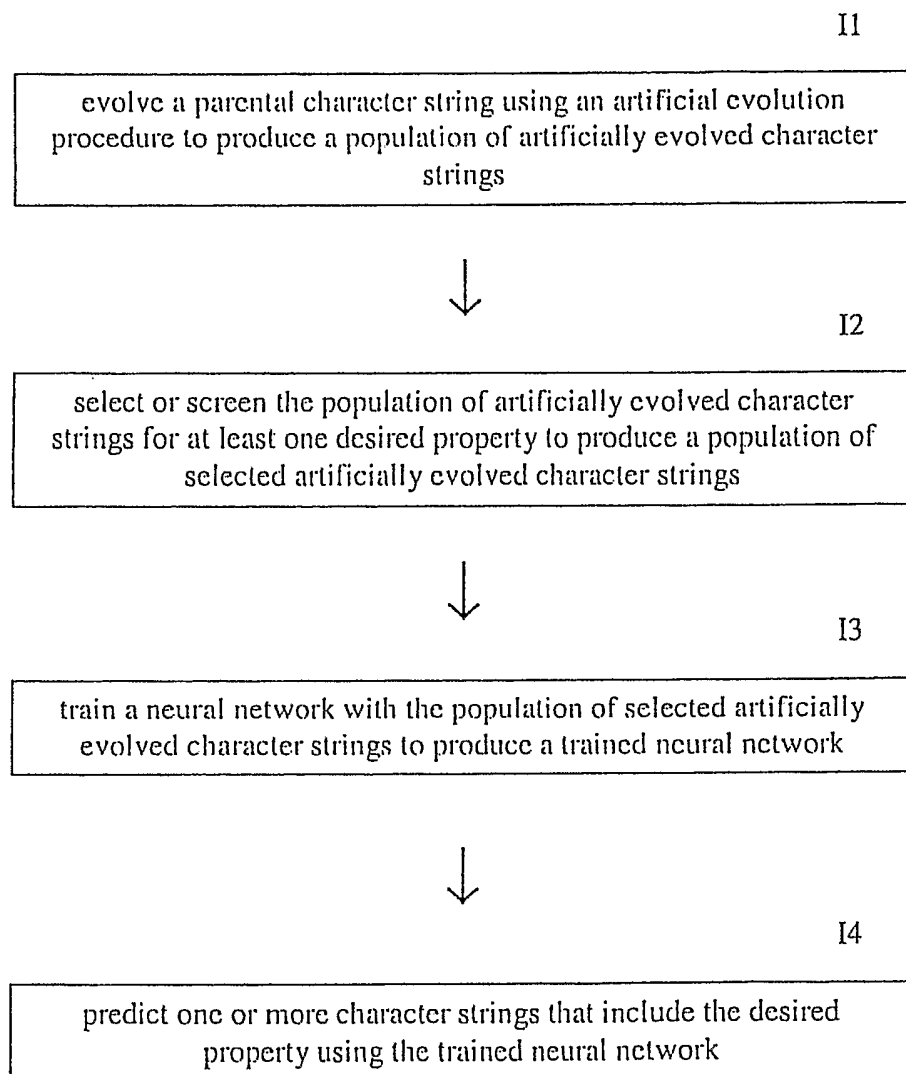 I1
evolve a parental character string using an artificial evolution
procedure to produce a population of artificially evolved character
strings
I2
select or screen the population of artificially evolved character
strings for at least one desired property to produce a population of
selected artificially evolved character strings
I3
train a neural network with the population of selected artificially
evolved character strings to produce a trained neural network
I4
predict one or more character strings that include the desired
property using the trained neural network